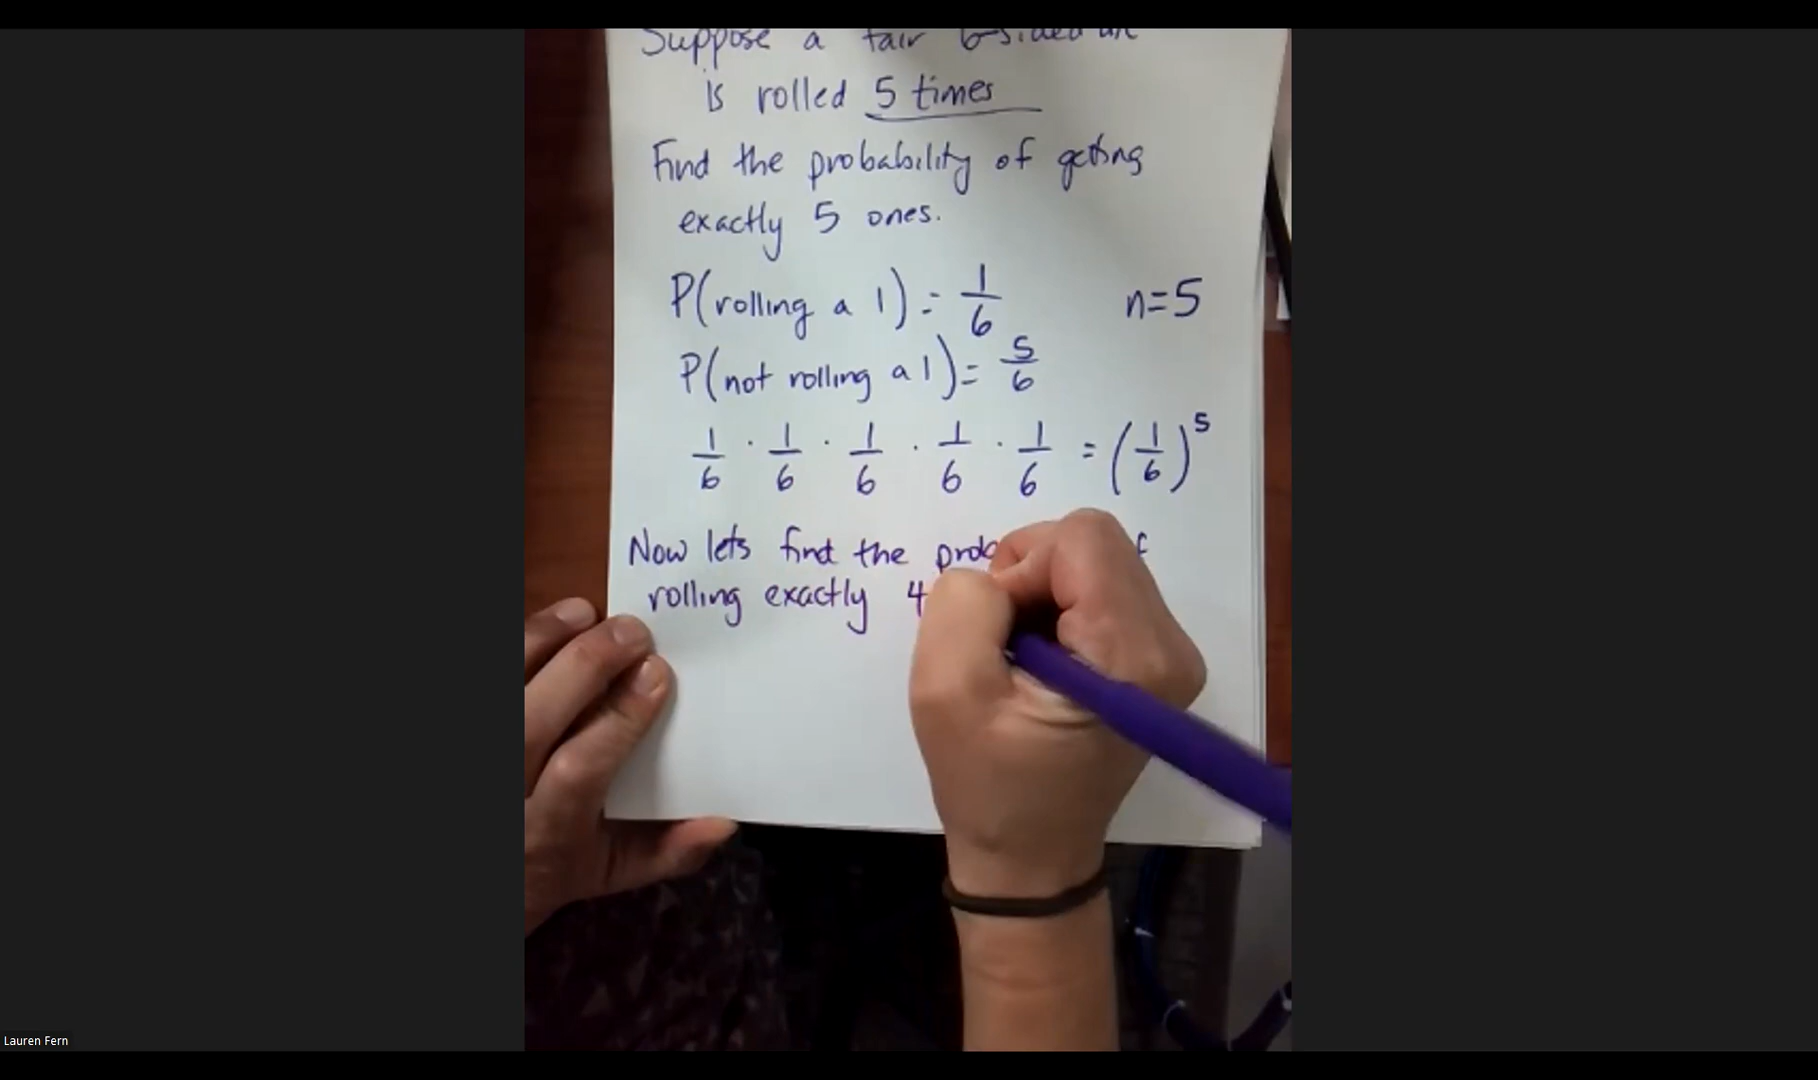 Suppose a fair 6-sided
is rolled 5 times
Find the probability of getting
exactly 5 ones.
P(rolling a 1) = 1/6 n=5
P(not rolling a 1) = 5/6
1/6 · 1/6 · 1/6 · 1/6 · 1/6 = (1/6)^5
Now lets find the
rolling exactly 4
Lauren Fern